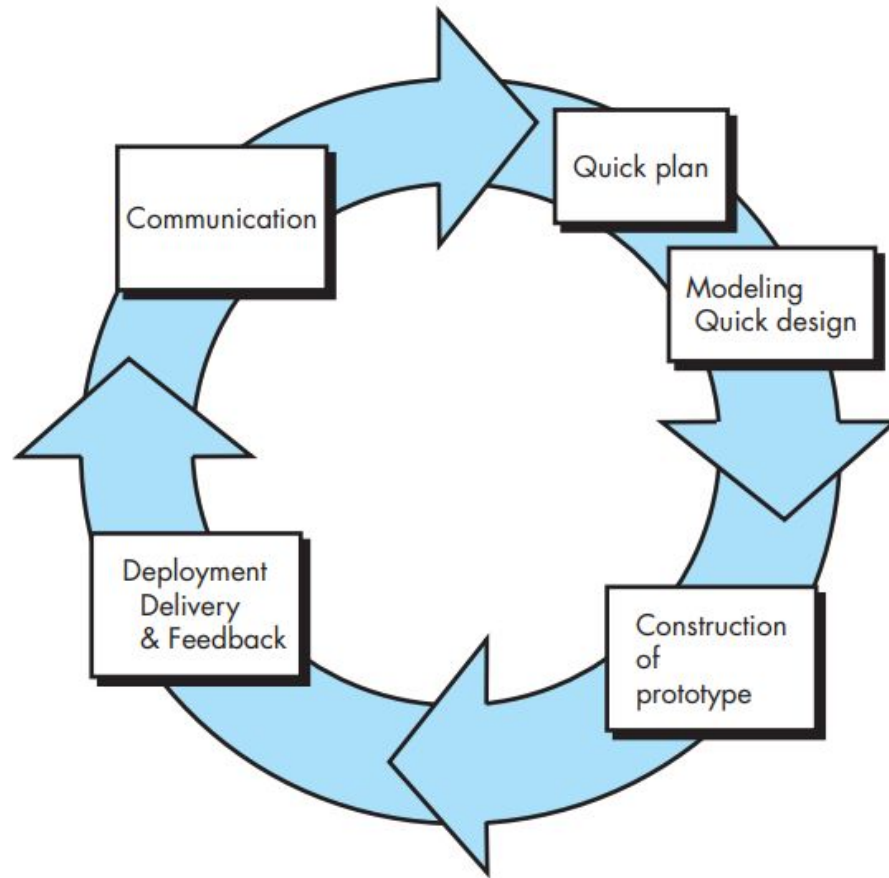 Communication
Quick plan
Modeling
Quick design
Construction
of
prototype
Deployment
Delivery
& Feedback